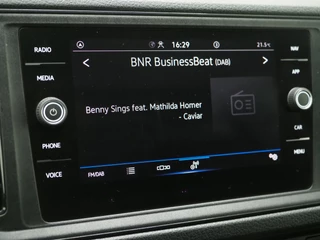 RADIO
16:29
21.5°C
NAV
BNR BusinessBeat (DAB)
MEDIA
APP
Benny Sings feat. Mathilda Homer
- Caviar
PHONE
CAR
VOICE
FM/DAB
MENU